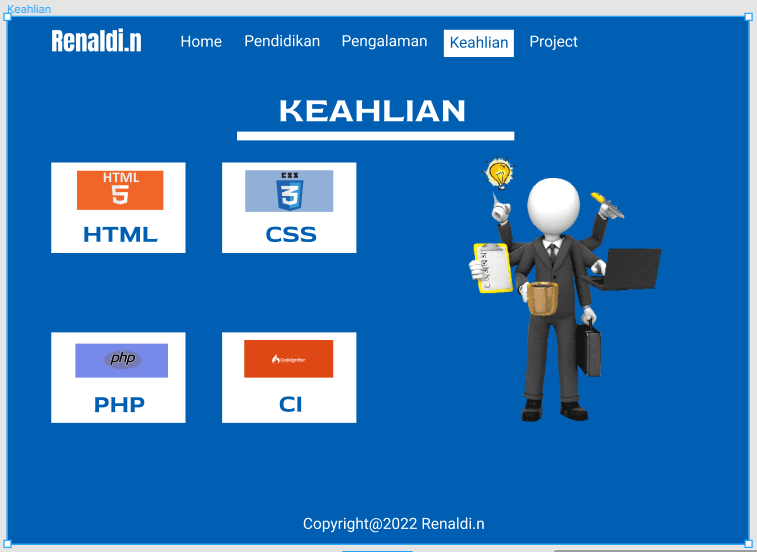 Keahlian
Renaldi.n Home Pendidikan Pengalaman Keahlian Project
KEAHLIAN
HTML
5
HTML
CSS
3
CSS
php
PHP
CodeIgniter
CI
Copyright@2022 Renaldi.n